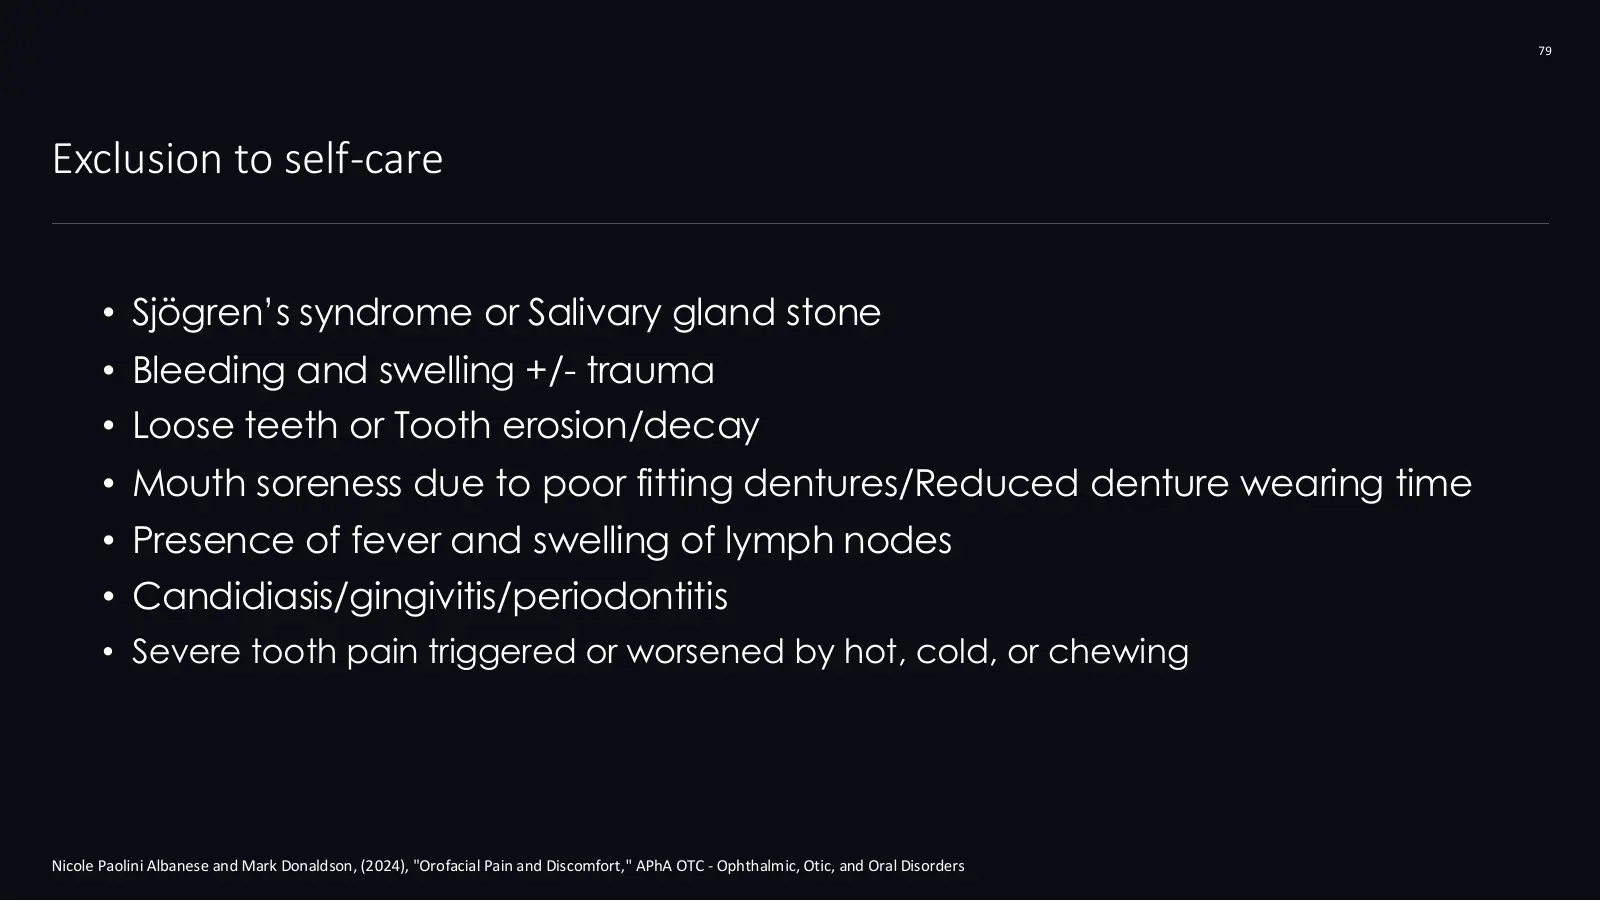 79
Exclusion to self-care
• Sjögren’s syndrome or Salivary gland stone
• Bleeding and swelling +/- trauma
• Loose teeth or Tooth erosion/decay
• Mouth soreness due to poor fitting dentures/Reduced denture wearing time
• Presence of fever and swelling of lymph nodes
• Candidiasis/gingivitis/periodontitis
• Severe tooth pain triggered or worsened by hot, cold, or chewing
Nicole Paolini Albanese and Mark Donaldson, (2024), "Orofacial Pain and Discomfort," APhA OTC - Ophthalmic, Otic, and Oral Disorders